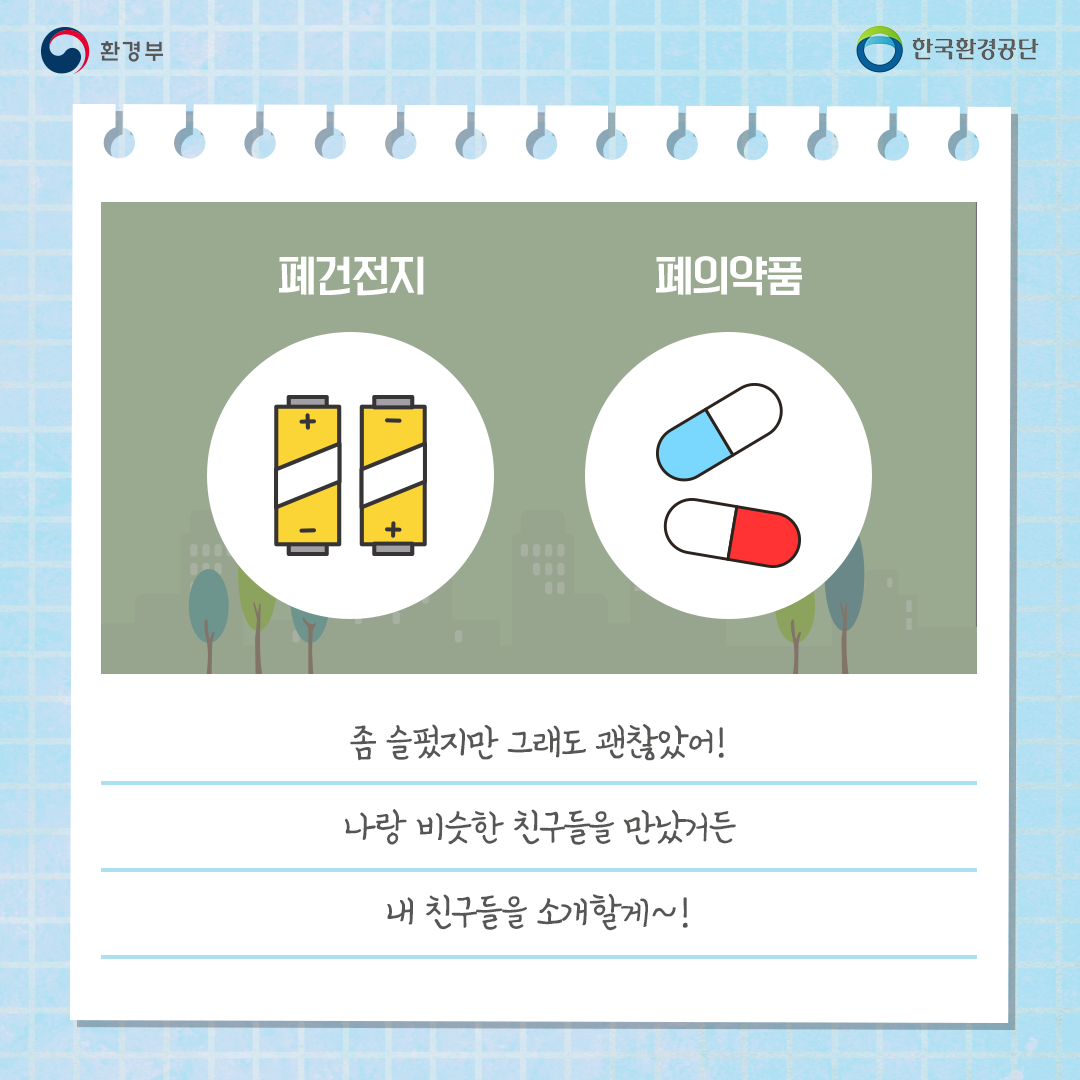 환경부
한국환경공단
폐건전지
폐의약품
+
−
−
+
좀 슬펐지만 그래도 괜찮았어!
나랑 비슷한 친구들을 만났거든
내 친구들을 소개할게~!